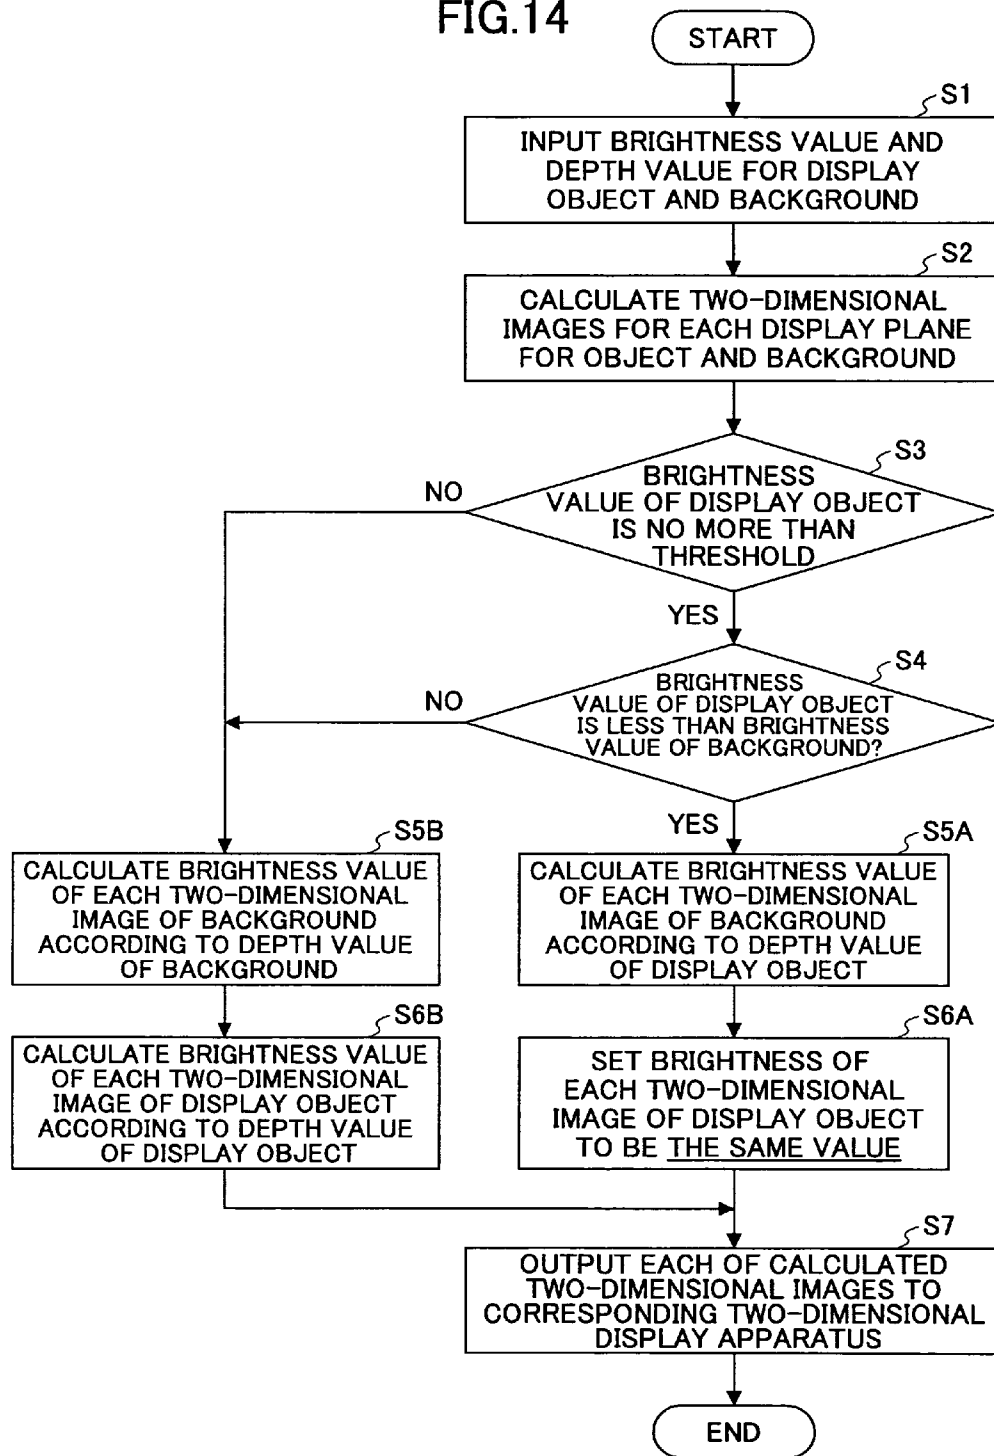 FIG.14
START
S1
INPUT BRIGHTNESS VALUE AND
DEPTH VALUE FOR DISPLAY
OBJECT AND BACKGROUND
S2
CALCULATE TWO-DIMENSIONAL
IMAGES FOR EACH DISPLAY PLANE
FOR OBJECT AND BACKGROUND
S3
BRIGHTNESS
VALUE OF DISPLAY OBJECT
IS NO MORE THAN
THRESHOLD
NO
YES
S4
BRIGHTNESS
VALUE OF DISPLAY OBJECT
IS LESS THAN BRIGHTNESS
VALUE OF BACKGROUND?
NO
YES
S5B
CALCULATE BRIGHTNESS VALUE
OF EACH TWO-DIMENSIONAL
IMAGE OF BACKGROUND
ACCORDING TO DEPTH VALUE
OF BACKGROUND
S5A
CALCULATE BRIGHTNESS VALUE
OF EACH TWO-DIMENSIONAL
IMAGE OF BACKGROUND
ACCORDING TO DEPTH VALUE
OF DISPLAY OBJECT
S6B
CALCULATE BRIGHTNESS VALUE
OF EACH TWO-DIMENSIONAL
IMAGE OF DISPLAY OBJECT
ACCORDING TO DEPTH VALUE
OF DISPLAY OBJECT
S6A
SET BRIGHTNESS OF
EACH TWO-DIMENSIONAL
IMAGE OF DISPLAY OBJECT
TO BE THE SAME VALUE
S7
OUTPUT EACH OF CALCULATED
TWO-DIMENSIONAL IMAGES TO
CORRESPONDING TWO-DIMENSIONAL
DISPLAY APPARATUS
END